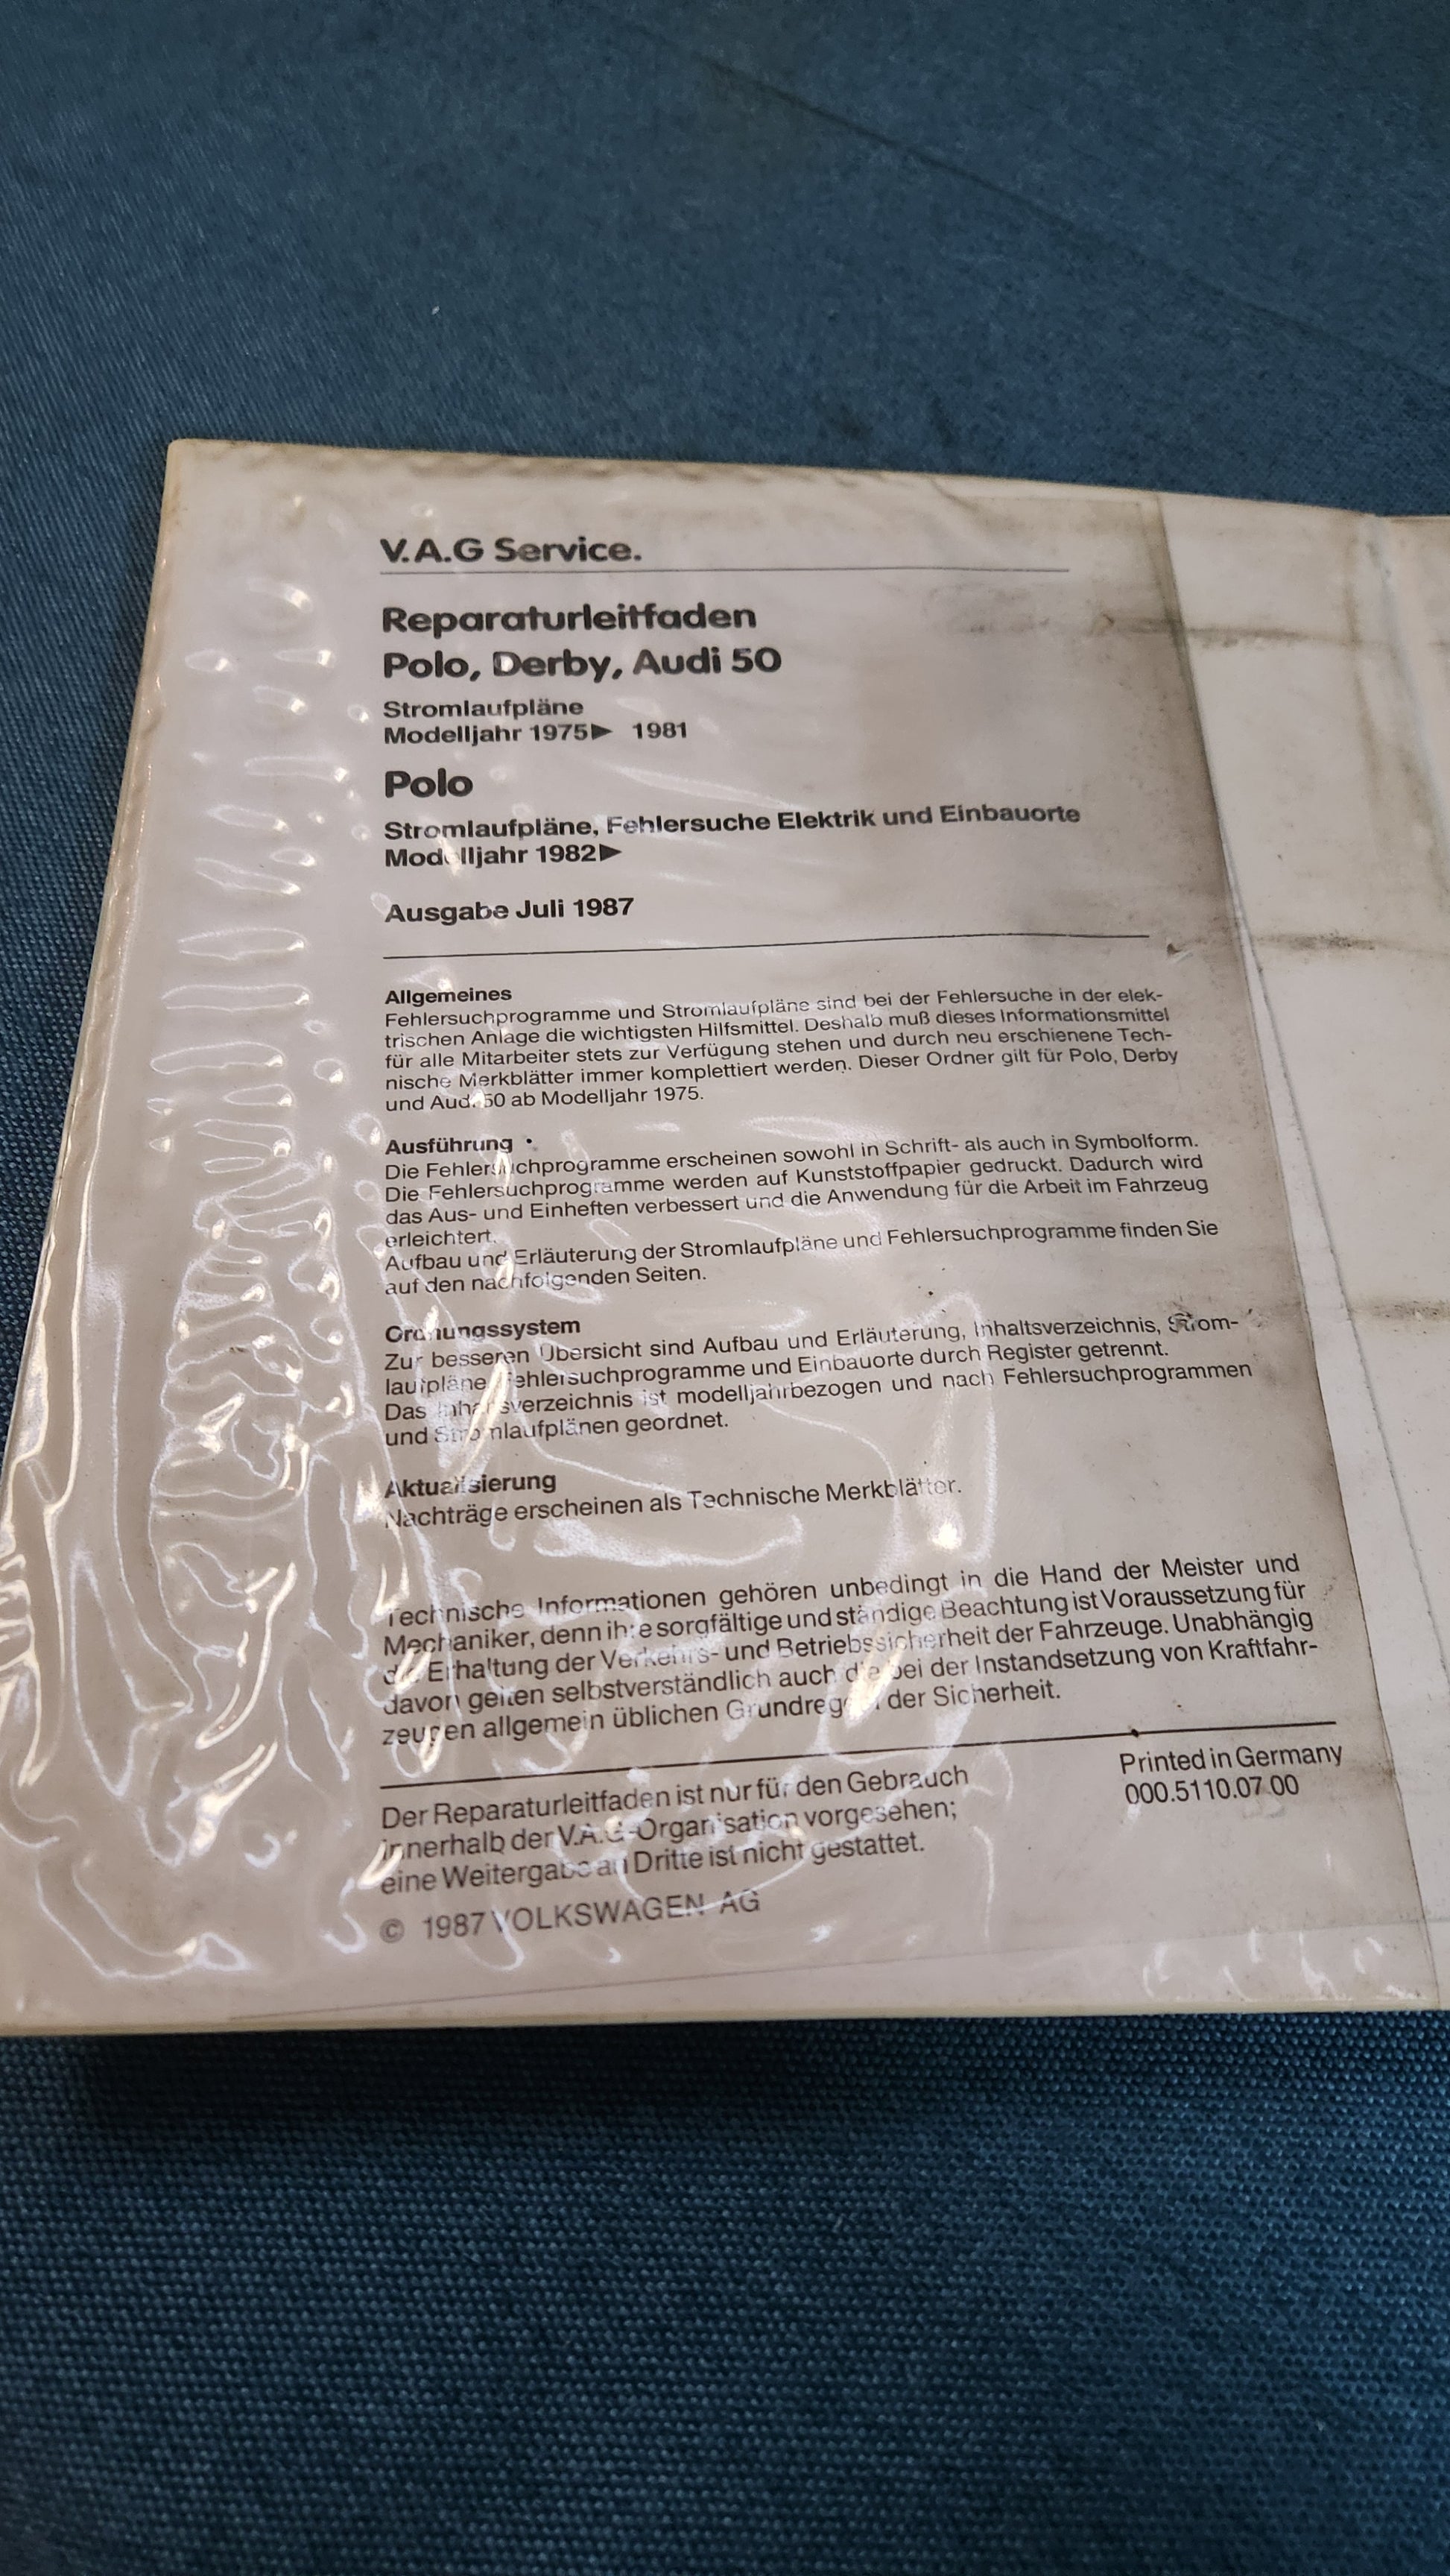 V.A.G Service.
Reparaturleitfaden
Polo, Derby, Audi 50
Stromlaufpläne
Modelljahr 1975▶ 1981
Polo
Stromlaufpläne, Fehlersuche Elektrik und Einbauorte
Modelljahr 1982▶
Ausgabe Juli 1987
Allgemeines
Fehlersuchprogramme und Stromlaufpläne sind bei der Fehlersuche in der elek-
trischen Anlage die wichtigsten Hilfsmittel. Deshalb muß dieses Informationsmittel
für alle Mitarbeiter stets zur Verfügung stehen und durch neu erschienene Tech-
nische Merkblätter immer komplettiert werden. Dieser Ordner gilt für Polo, Derby
und Audi 50 ab Modelljahr 1975.
Ausführung
Die Fehlersuchprogramme erscheinen sowohl in Schrift- als auch in Symbolform.
Die Fehlersuchprogramme werden auf Kunststoffpapier gedruckt. Dadurch wird
das Aus- und Einheften verbessert und die Anwendung für die Arbeit im Fahrzeug
erleichtert.
Aufbau und Erläuterung der Stromlaufpläne und Fehlersuchprogramme finden Sie
auf den nachfolgenden Seiten.
Ordnungssystem
Zur besseren Übersicht sind Aufbau und Erläuterung, Inhaltsverzeichnis, Strom-
laufpläne, Fehlersuchprogramme und Einbauorte durch Register getrennt.
Das Inhaltsverzeichnis ist modelljahrbezogen und nach Fehlersuchprogrammen
und Stromlaufplänen geordnet.
Aktualisierung
Nachträge erscheinen als Technische Merkblätter.
Technische Informationen gehören unbedingt in die Hand der Meister und
Mechaniker, denn ihre sorgfältige und ständige Beachtung ist Voraussetzung für
die Erhaltung der Verkehrs- und Betriebssicherheit der Fahrzeuge. Unabhängig
davon gelten selbstverständlich auch die bei der Instandsetzung von Kraftfahr-
zeugen allgemein üblichen Grundregeln der Sicherheit.
Der Reparaturleitfaden ist nur für den Gebrauch
innerhalb der V.A.G-Organisation vorgesehen;
eine Weitergabe an Dritte ist nicht gestattet.
© 1987 VOLKSWAGEN AG
Printed in Germany
000.5110.07.00